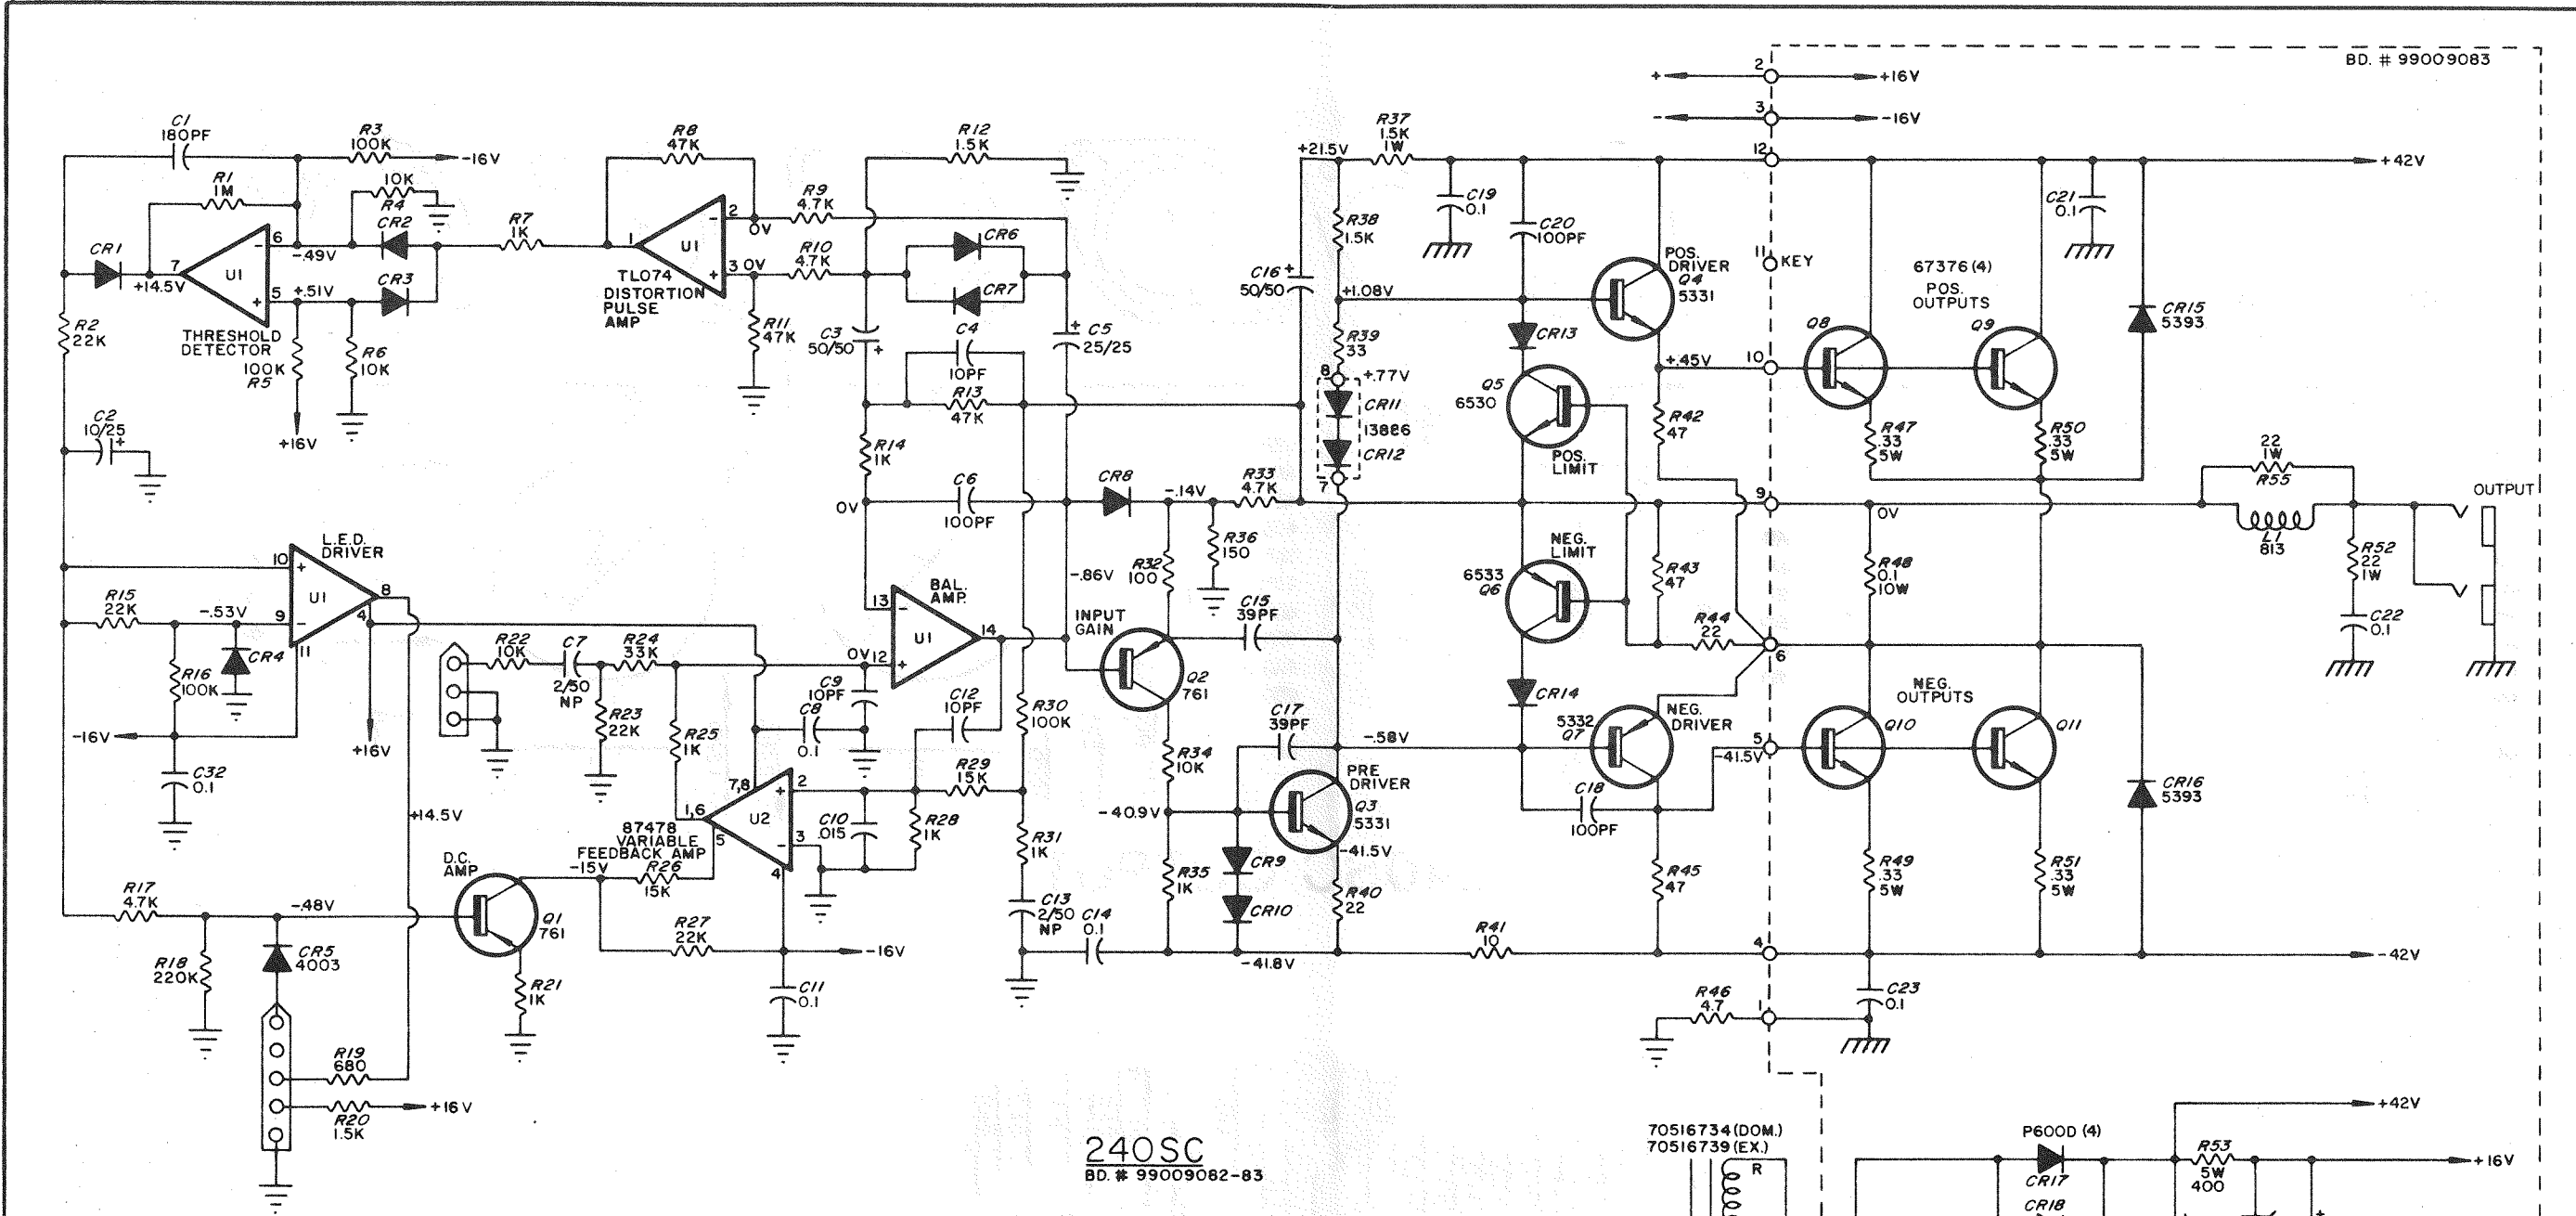 BD. # 99009083
2
+
+16V
3
-
-16V
12
+42V
11
KEY
C1
180PF
R3
100K
-16V
R1
1M
10K
R4
CR2
CR1
7
U1
+14.5V
6
-
-.49V
+
5
+.51V
CR3
THRESHOLD
DETECTOR
100K
R5
R6
10K
+16V
R2
22K
C2
10/25
+
R7
1K
R8
47K
1
U1
TL074
DISTORTION
PULSE
AMP
2
-
0V
R9
4.7K
+
3
0V
R10
4.7K
R11
47K
R12
1.5K
CR6
CR7
C3
50/50
+
C4
10PF
+
C5
25/25
R13
47K
R14
1K
C6
100PF
0V
CR8
-.14V
R33
4.7K
R36
150
R32
100
-.86V
+21.5V
R37
1.5K
1W
C19
0.1
C20
100PF
R38
1.5K
C16
50/50
+
+1.08V
R39
33
8
+.77V
CR11
13886
CR12
7
CR13
POS.
DRIVER
Q4
5331
Q5
6530
POS.
LIMIT
+.45V
10
R42
47
9
67376 (4)
POS.
OUTPUTS
Q8
Q9
C21
0.1
CR15
5393
R47
.33
5W
R50
.33
5W
0V
22
1W
R55
L1
813
OUTPUT
R52
22
1W
C22
0.1
L.E.D.
DRIVER
10
+
U1
8
4
9
-
11
R15
22K
-.53V
R16
100K
CR4
-16V
C32
0.1
+16V
R22
10K
C7
2/50
NP
R24
33K
R23
22K
R25
1K
0V
12
+
C9
10PF
C8
0.1
C12
10PF
BAL.
AMP.
13
-
U1
14
INPUT
GAIN
Q2
761
C15
39PF
R30
100K
R29
15K
R28
1K
C10
.015
R31
1K
C13
2/50
NP
C14
0.1
7,8
1,6
U2
+
2
-
3
5
4
87478
VARIABLE
FEEDBACK AMP
R26
15K
-15V
R27
22K
-16V
C11
0.1
+14.5V
D.C.
AMP
Q1
761
R21
1K
R17
4.7K
-.48V
R18
220K
CR5
4003
R19
680
R20
1.5K
+16V
R34
10K
-40.9V
R35
1K
CR9
CR10
C17
39PF
-.58V
PRE
DRIVER
Q3
5331
-41.5V
R40
22
-41.8V
R41
10
NEG.
LIMIT
6533
Q6
R43
47
R44
22
6
CR14
5332
Q7
NEG.
DRIVER
C18
100PF
5
-41.5V
R45
47
4
R46
4.7
1
R48
0.1
10W
NEG.
OUTPUTS
Q10
Q11
R49
.33
5W
R51
.33
5W
CR16
5393
-42V
C23
0.1
240SC
BD. # 99009082-83
70516734 (DOM.)
70516739 (EX.)
R
P600D (4)
CR17
CR18
+42V
R53
5W
400
+16V
+